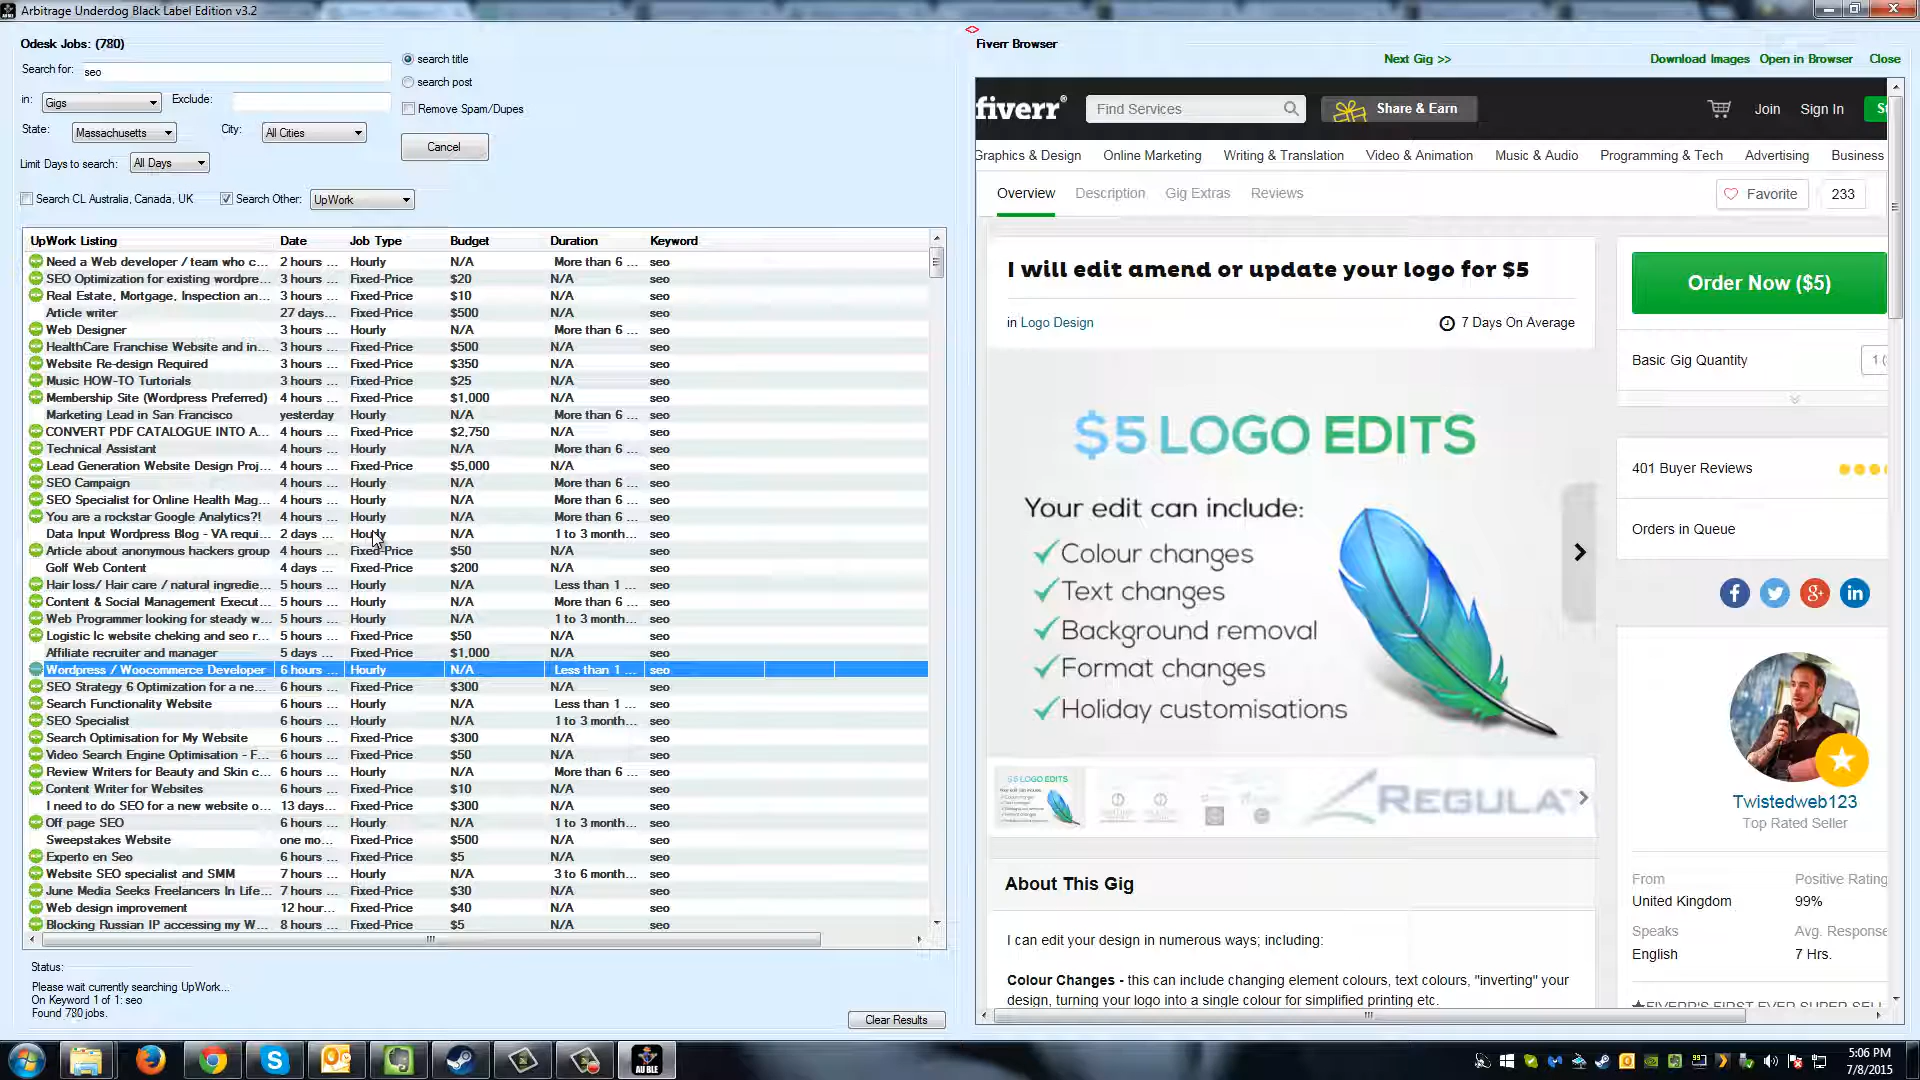 Arbitrage Underdog Black Label Edition v3.2
Odesk Jobs: (780)
Search for: seo
search title
search post
in: Gigs Exclude:
Remove Spam/Dupes
State: Massachusetts City: All Cities
Cancel
Limit Days to search: All Days
Search CL Australia, Canada, UK Search Other: UpWork
UpWork Listing Date Job Type Budget Duration Keyword
Need a Web developer / team who c... 2 hours ... Hourly N/A More than 6 ... seo
SEO Optimization for existing wordpre... 3 hours ... Fixed-Price $20 N/A seo
Real Estate, Mortgage, Inspection an... 3 hours ... Fixed-Price $10 N/A seo
Article writer 27 days... Fixed-Price $500 N/A seo
Web Designer 3 hours ... Hourly N/A More than 6 ... seo
HealthCare Franchise Website and in... 3 hours ... Fixed-Price $500 N/A seo
Website Re-design Required 3 hours ... Fixed-Price $350 N/A seo
Music HOW-TO Turtorials 3 hours ... Fixed-Price $25 N/A seo
Membership Site (Wordpress Preferred) 4 hours ... Fixed-Price $1,000 N/A seo
Marketing Lead in San Francisco yesterday Hourly N/A More than 6 ... seo
CONVERT PDF CATALOGUE INTO A... 4 hours ... Fixed-Price $2,750 N/A seo
Technical Assistant 4 hours ... Hourly N/A More than 6 ... seo
Lead Generation Website Design Proj... 4 hours ... Fixed-Price $5,000 N/A seo
SEO Campaign 4 hours ... Hourly N/A More than 6 ... seo
SEO Specialist for Online Health Mag... 4 hours ... Hourly N/A More than 6 ... seo
You are a rockstar Google Analytics?! 4 hours ... Hourly N/A More than 6 ... seo
Data Input Wordpress Blog - VA requi... 2 days ... Hourly N/A 1 to 3 month... seo
Article about anonymous hackers group 4 hours ... Fixed-Price $50 N/A seo
Golf Web Content 4 days ... Fixed-Price $200 N/A seo
Hair loss/ Hair care / natural ingredie... 5 hours ... Hourly N/A Less than 1 ... seo
Content & Social Management Execut... 5 hours ... Hourly N/A More than 6 ... seo
Web Programmer looking for steady w... 5 hours ... Hourly N/A 1 to 3 month... seo
Logistic lc website cheking and seo r... 5 hours ... Fixed-Price $50 N/A seo
Affiliate recruiter and manager 5 days ... Fixed-Price $1,000 N/A seo
Wordpress / Woocommerce Developer 6 hours ... Hourly N/A Less than 1 ... seo
SEO Strategy 6 Optimization for a ne... 6 hours ... Fixed-Price $300 N/A seo
Search Functionality Website 6 hours ... Hourly N/A Less than 1 ... seo
SEO Specialist 6 hours ... Hourly N/A 1 to 3 month... seo
Search Optimisation for My Website 6 hours ... Fixed-Price $300 N/A seo
Video Search Engine Optimisation - F... 6 hours ... Fixed-Price $50 N/A seo
Review Writers for Beauty and Skin c... 6 hours ... Hourly N/A More than 6 ... seo
Content Writer for Websites 6 hours ... Fixed-Price $10 N/A seo
I need to do SEO for a new website o... 13 days... Fixed-Price $300 N/A seo
Off page SEO 6 hours ... Hourly N/A 1 to 3 month... seo
Sweepstakes Website one mo... Fixed-Price $500 N/A seo
Experto en Seo 6 hours ... Fixed-Price $5 N/A seo
Website SEO specialist and SMM 7 hours ... Hourly N/A 3 to 6 month... seo
June Media Seeks Freelancers In Life... 7 hours ... Fixed-Price $30 N/A seo
Web design improvement 12 hour... Fixed-Price $40 N/A seo
Blocking Russian IP accessing my W... 8 hours ... Fixed-Price $5 N/A seo
Status:
Please wait currently searching UpWork...
On Keyword 1 of 1: seo
Found 780 jobs.
Clear Results
<>
Fiverr Browser
Next Gig >> Download Images Open in Browser Close
fiverr® Find Services Share & Earn Join Sign In St
Graphics & Design Online Marketing Writing & Translation Video & Animation Music & Audio Programming & Tech Advertising Business
Overview Description Gig Extras Reviews Favorite 233
I will edit amend or update your logo for $5
in Logo Design 7 Days On Average
$5 LOGO EDITS
Your edit can include:
Colour changes
Text changes
Background removal
Format changes
Holiday customisations
$5 LOGO EDITS
REGULA
About This Gig
I can edit your design in numerous ways; including:
Colour Changes - this can include changing element colours, text colours, "inverting" your
design, turning your logo into a single colour for simplified printing etc.
Order Now ($5)
Basic Gig Quantity 1 (
401 Buyer Reviews
Orders in Queue
Twistedweb123
Top Rated Seller
From Positive Rating
United Kingdom 99%
Speaks Avg. Response
English 7 Hrs.
AU BLE
5:06 PM
7/8/2015